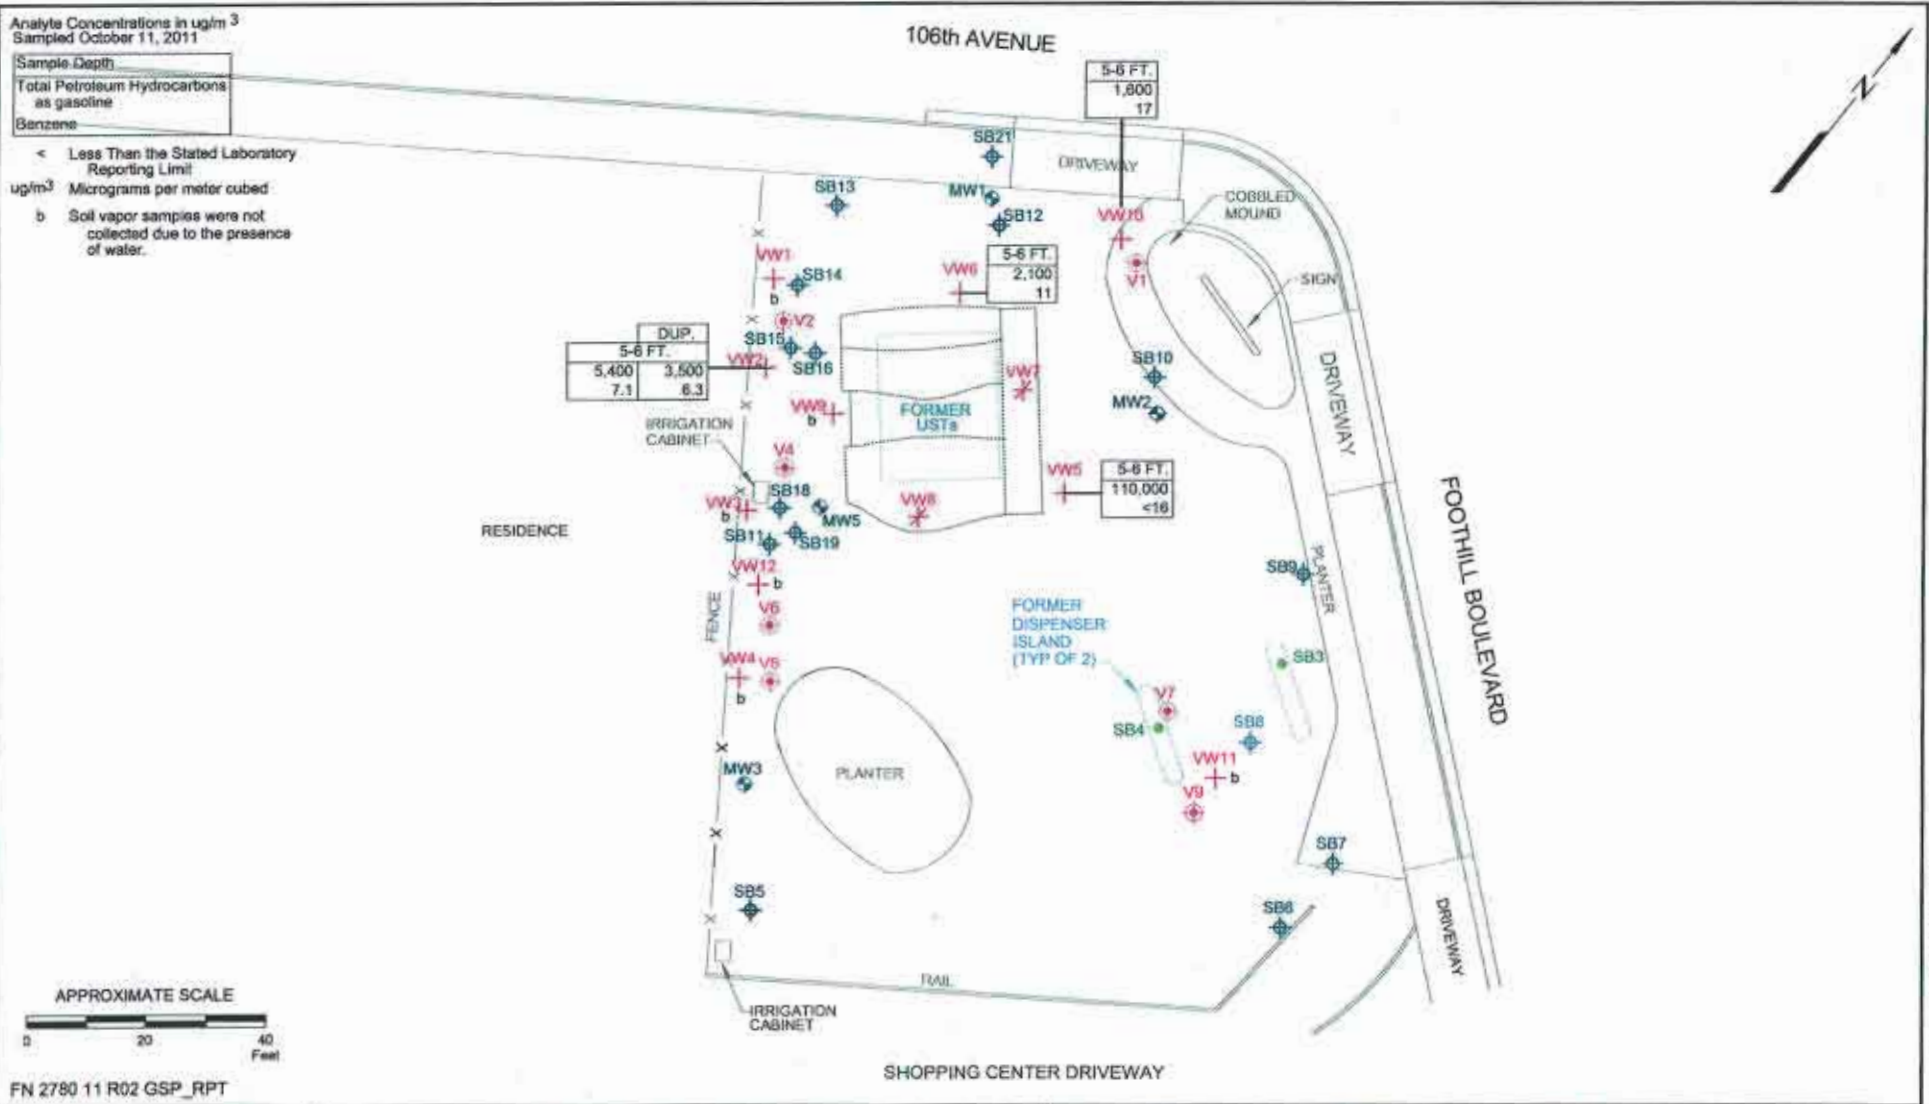 Analyte Concentrations in ug/m 3
Sampled October 11, 2011
Sample Depth
Total Petroleum Hydrocarbons
as gasoline
Benzene
< Less Than the Stated Laboratory
Reporting Limit
ug/m3 Micrograms per meter cubed
b Soil vapor samples were not
collected due to the presence
of water.
106th AVENUE
N
5-6 FT.
1,600
17
SB21
DRIVEWAY
SB13
MW1
SB12
VW10
COBBLED
MOUND
V1
SIGN
VW1
b
SB14
VW6
5-6 FT.
2,100
11
V2
DUP.
5-6 FT.
5,400 3,500
7.1 6.3
VW2
SB15
SB16
VW7
SB10
MW2
DRIVEWAY
VW9
b
FORMER
USTs
IRRIGATION
CABINET
V4
VW5
5-6 FT.
110,000
<16
VW3
b
SB18
MW5
VW8
SB11
SB19
RESIDENCE
VW12
b
V6
FENCE
VW4
b
V5
SB9
PLANTER
FOOTHILL BOULEVARD
FORMER
DISPENSER
ISLAND
(TYP OF 2)
SB3
V7
SB4
SB8
VW11
b
V9
MW3
PLANTER
SB7
SB5
SB6
DRIVEWAY
RAIL
IRRIGATION
CABINET
APPROXIMATE SCALE
0 20 40
Feet
SHOPPING CENTER DRIVEWAY
FN 2780 11 R02 GSP_RPT